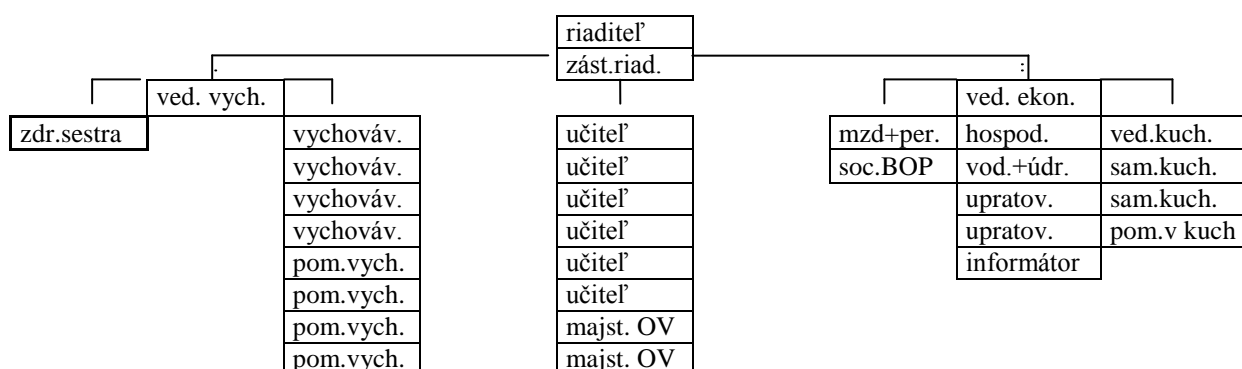 riaditeľ
zást.riad.
ved. vych.
ved. ekon.
zdr.sestra
vychováv.
učiteľ
mzd+per.
hospod.
ved.kuch.
vychováv.
učiteľ
soc.BOP
vod.+údr.
sam.kuch.
vychováv.
učiteľ
upratov.
sam.kuch.
vychováv.
učiteľ
upratov.
pom.v kuch
pom.vych.
učiteľ
informátor
pom.vych.
učiteľ
pom.vych.
majst. OV
pom.vych.
majst. OV